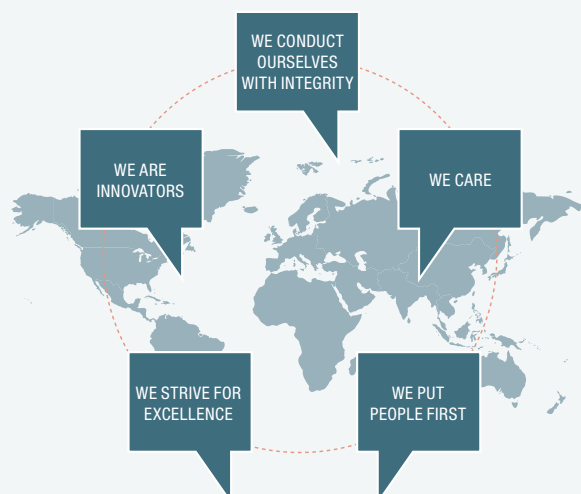 WE CONDUCT
OURSELVES
WITH INTEGRITY
WE ARE
INNOVATORS
WE CARE
WE STRIVE FOR
EXCELLENCE
WE PUT
PEOPLE FIRST